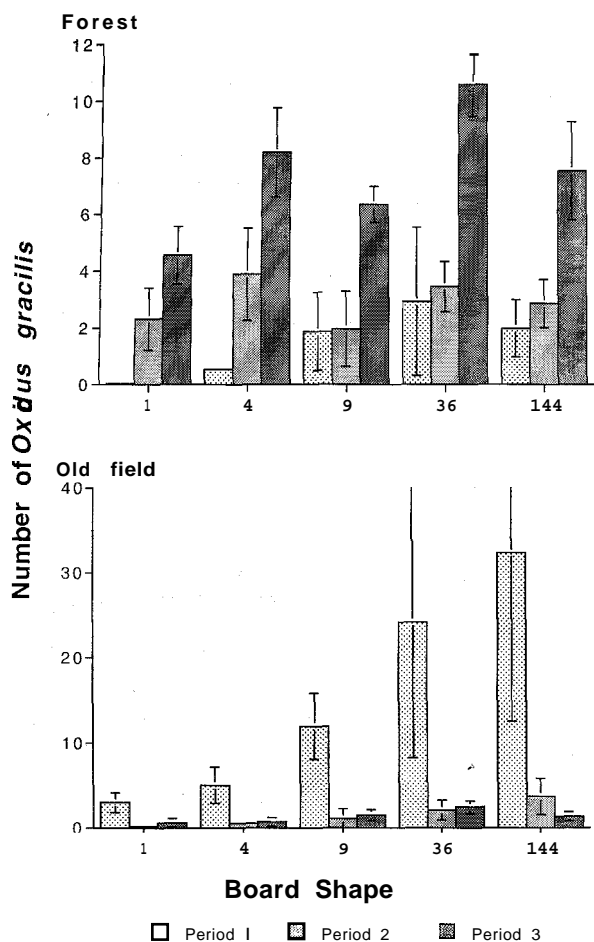 Forest
12
10
8
6
4
2
0
1 4 9 36 144
Number of Oxidus gracilis
Old field
40
30
20
10
0
1 4 9 36 144
Board Shape
Period I Period 2 Period 3